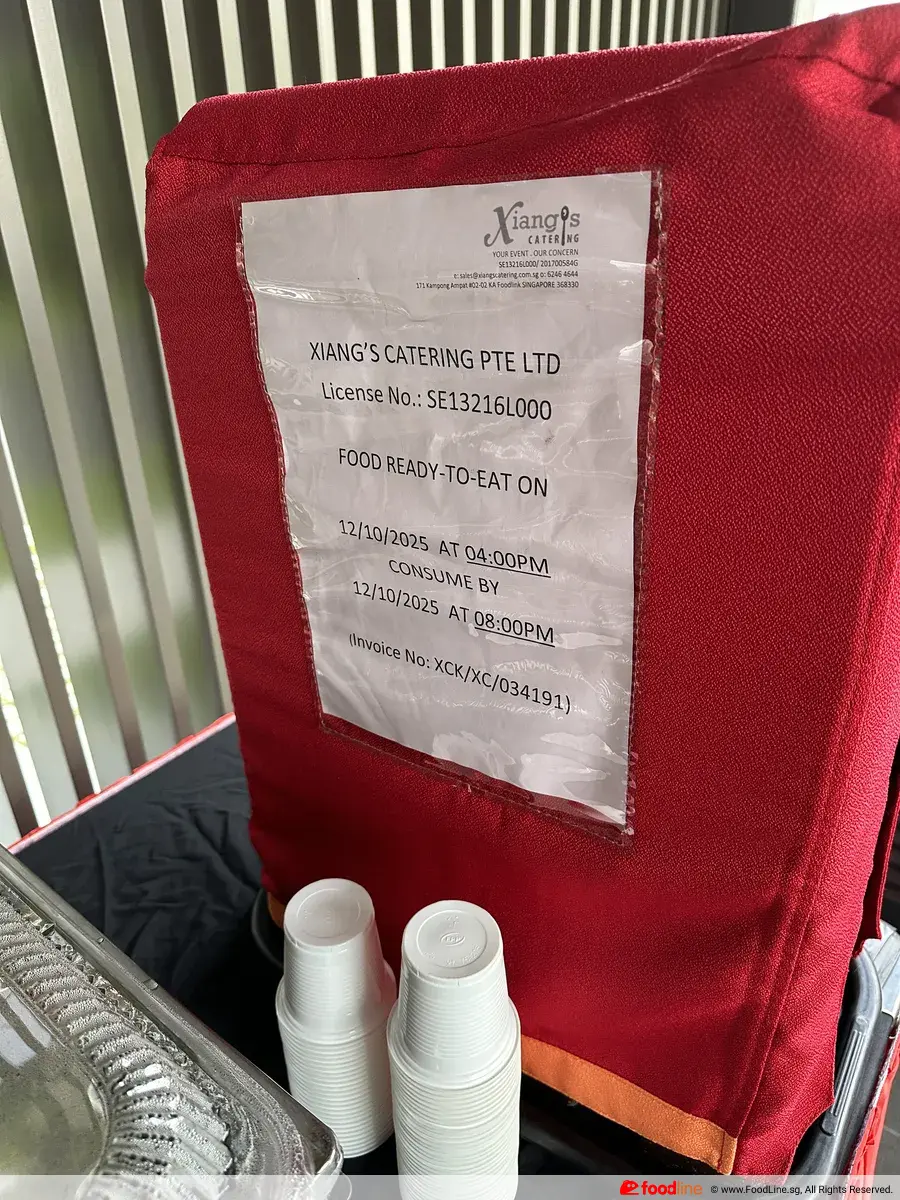 Xiang's
CATERING
YOUR EVENT . OUR CONCERN
SE13216L000/ 201700584G
e: sales@xiangscatering.com.sg o: 6246 4644
171 Kampong Ampat #02-02 KA Foodlink SINGAPORE 368330
XIANG'S CATERING PTE LTD
License No.: SE13216L000
FOOD READY-TO-EAT ON
12/10/2025 AT 04:00PM
CONSUME BY
12/10/2025 AT 08:00PM
(Invoice No: XCK/XC/034191)
foodline © www.FoodLine.sg, All Rights Reserved.